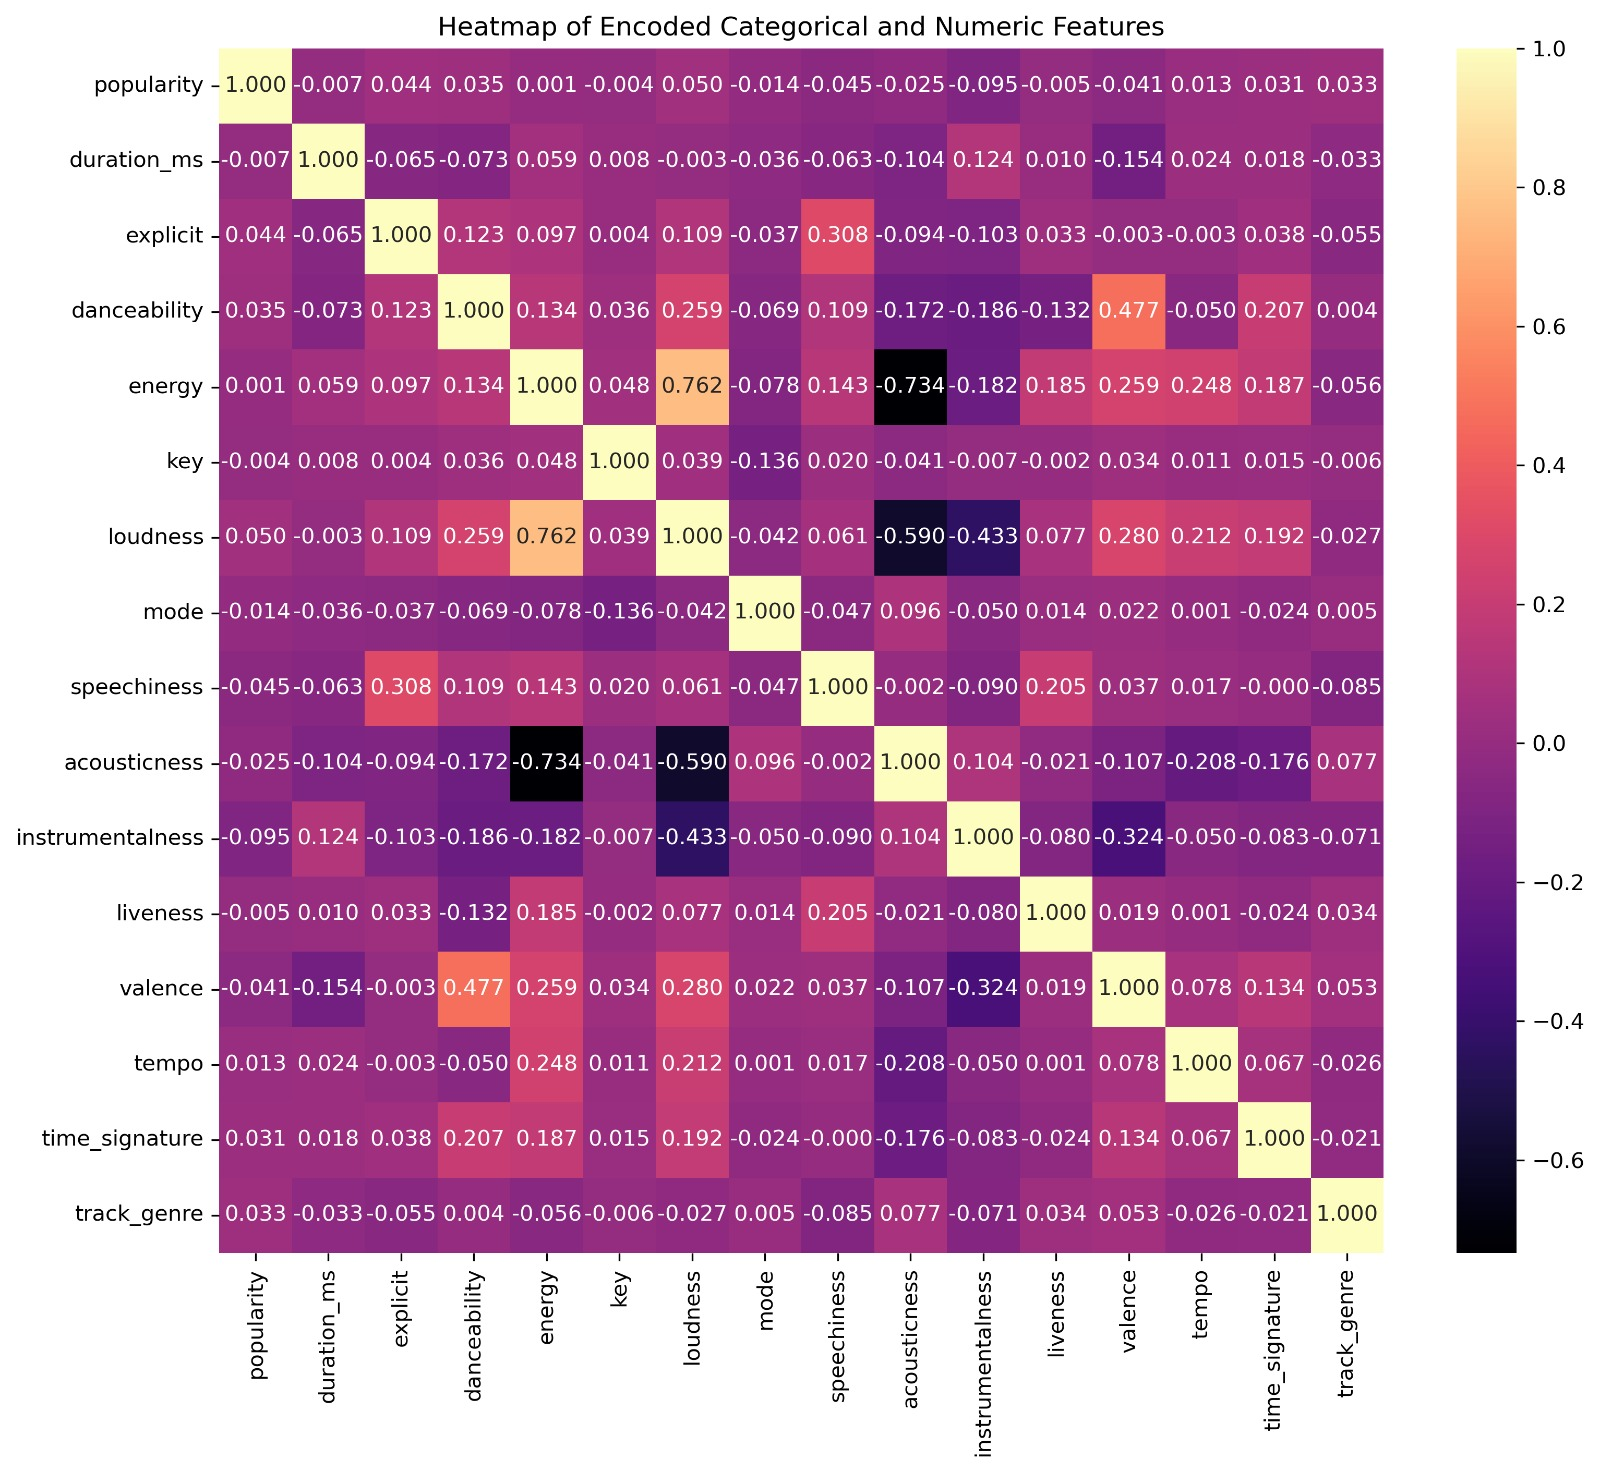 Heatmap of Encoded Categorical and Numeric Features
popularity 1.000 -0.007 0.044 0.035 0.001 -0.004 0.050 -0.014 -0.045 -0.025 -0.095 -0.005 -0.041 0.013 0.031 0.033
duration_ms -0.007 1.000 -0.065 -0.073 0.059 0.008 -0.003 -0.036 -0.063 -0.104 0.124 0.010 -0.154 0.024 0.018 -0.033
explicit 0.044 -0.065 1.000 0.123 0.097 0.004 0.109 -0.037 0.308 -0.094 -0.103 0.033 -0.003 -0.003 0.038 -0.055
danceability 0.035 -0.073 0.123 1.000 0.134 0.036 0.259 -0.069 0.109 -0.172 -0.186 -0.132 0.477 -0.050 0.207 0.004
energy 0.001 0.059 0.097 0.134 1.000 0.048 0.762 -0.078 0.143 -0.734 -0.182 0.185 0.259 0.248 0.187 -0.056
key -0.004 0.008 0.004 0.036 0.048 1.000 0.039 -0.136 0.020 -0.041 -0.007 -0.002 0.034 0.011 0.015 -0.006
loudness 0.050 -0.003 0.109 0.259 0.762 0.039 1.000 -0.042 0.061 -0.590 -0.433 0.077 0.280 0.212 0.192 -0.027
mode -0.014 -0.036 -0.037 -0.069 -0.078 -0.136 -0.042 1.000 -0.047 0.096 -0.050 0.014 0.022 0.001 -0.024 0.005
speechiness -0.045 -0.063 0.308 0.109 0.143 0.020 0.061 -0.047 1.000 -0.002 -0.090 0.205 0.037 0.017 -0.000 -0.085
acousticness -0.025 -0.104 -0.094 -0.172 -0.734 -0.041 -0.590 0.096 -0.002 1.000 0.104 -0.021 -0.107 -0.208 -0.176 0.077
instrumentalness -0.095 0.124 -0.103 -0.186 -0.182 -0.007 -0.433 -0.050 -0.090 0.104 1.000 -0.080 -0.324 -0.050 -0.083 -0.071
liveness -0.005 0.010 0.033 -0.132 0.185 -0.002 0.077 0.014 0.205 -0.021 -0.080 1.000 0.019 0.001 -0.024 0.034
valence -0.041 -0.154 -0.003 0.477 0.259 0.034 0.280 0.022 0.037 -0.107 -0.324 0.019 1.000 0.078 0.134 0.053
tempo 0.013 0.024 -0.003 -0.050 0.248 0.011 0.212 0.001 0.017 -0.208 -0.050 0.001 0.078 1.000 0.067 -0.026
time_signature 0.031 0.018 0.038 0.207 0.187 0.015 0.192 -0.024 -0.000 -0.176 -0.083 -0.024 0.134 0.067 1.000 -0.021
track_genre 0.033 -0.033 -0.055 0.004 -0.056 -0.006 -0.027 0.005 -0.085 0.077 -0.071 0.034 0.053 -0.026 -0.021 1.000
popularity duration_ms explicit danceability energy key loudness mode speechiness acousticness instrumentalness liveness valence tempo time_signature track_genre
1.0
0.8
0.6
0.4
0.2
0.0
−0.2
−0.4
−0.6